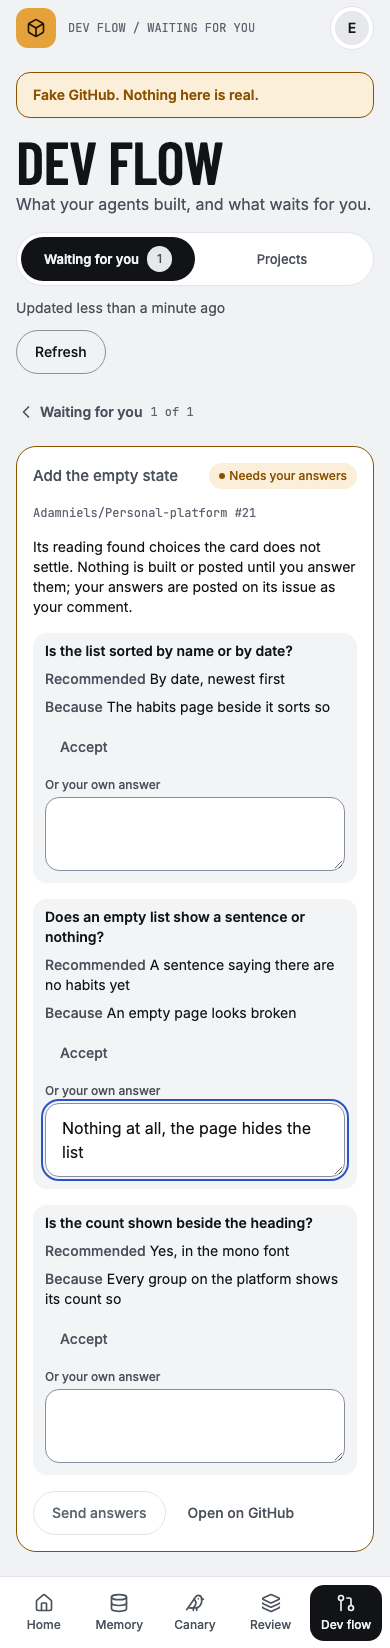 DEV FLOW / WAITING FOR YOU
E
Fake GitHub. Nothing here is real.
DEV FLOW
What your agents built, and what waits for you.
Waiting for you 1
Projects
Updated less than a minute ago
Refresh
Waiting for you 1 of 1
Add the empty state
Needs your answers
Adamniels/Personal-platform #21
Its reading found choices the card does not
settle. Nothing is built or posted until you answer
them; your answers are posted on its issue as
your comment.
Is the list sorted by name or by date?
Recommended By date, newest first
Because The habits page beside it sorts so
Accept
Or your own answer
Does an empty list show a sentence or
nothing?
Recommended A sentence saying there are
no habits yet
Because An empty page looks broken
Accept
Or your own answer
Nothing at all, the page hides the
list
Is the count shown beside the heading?
Recommended Yes, in the mono font
Because Every group on the platform shows
its count so
Accept
Or your own answer
Send answers
Open on GitHub
Home
Memory
Canary
Review
Dev flow